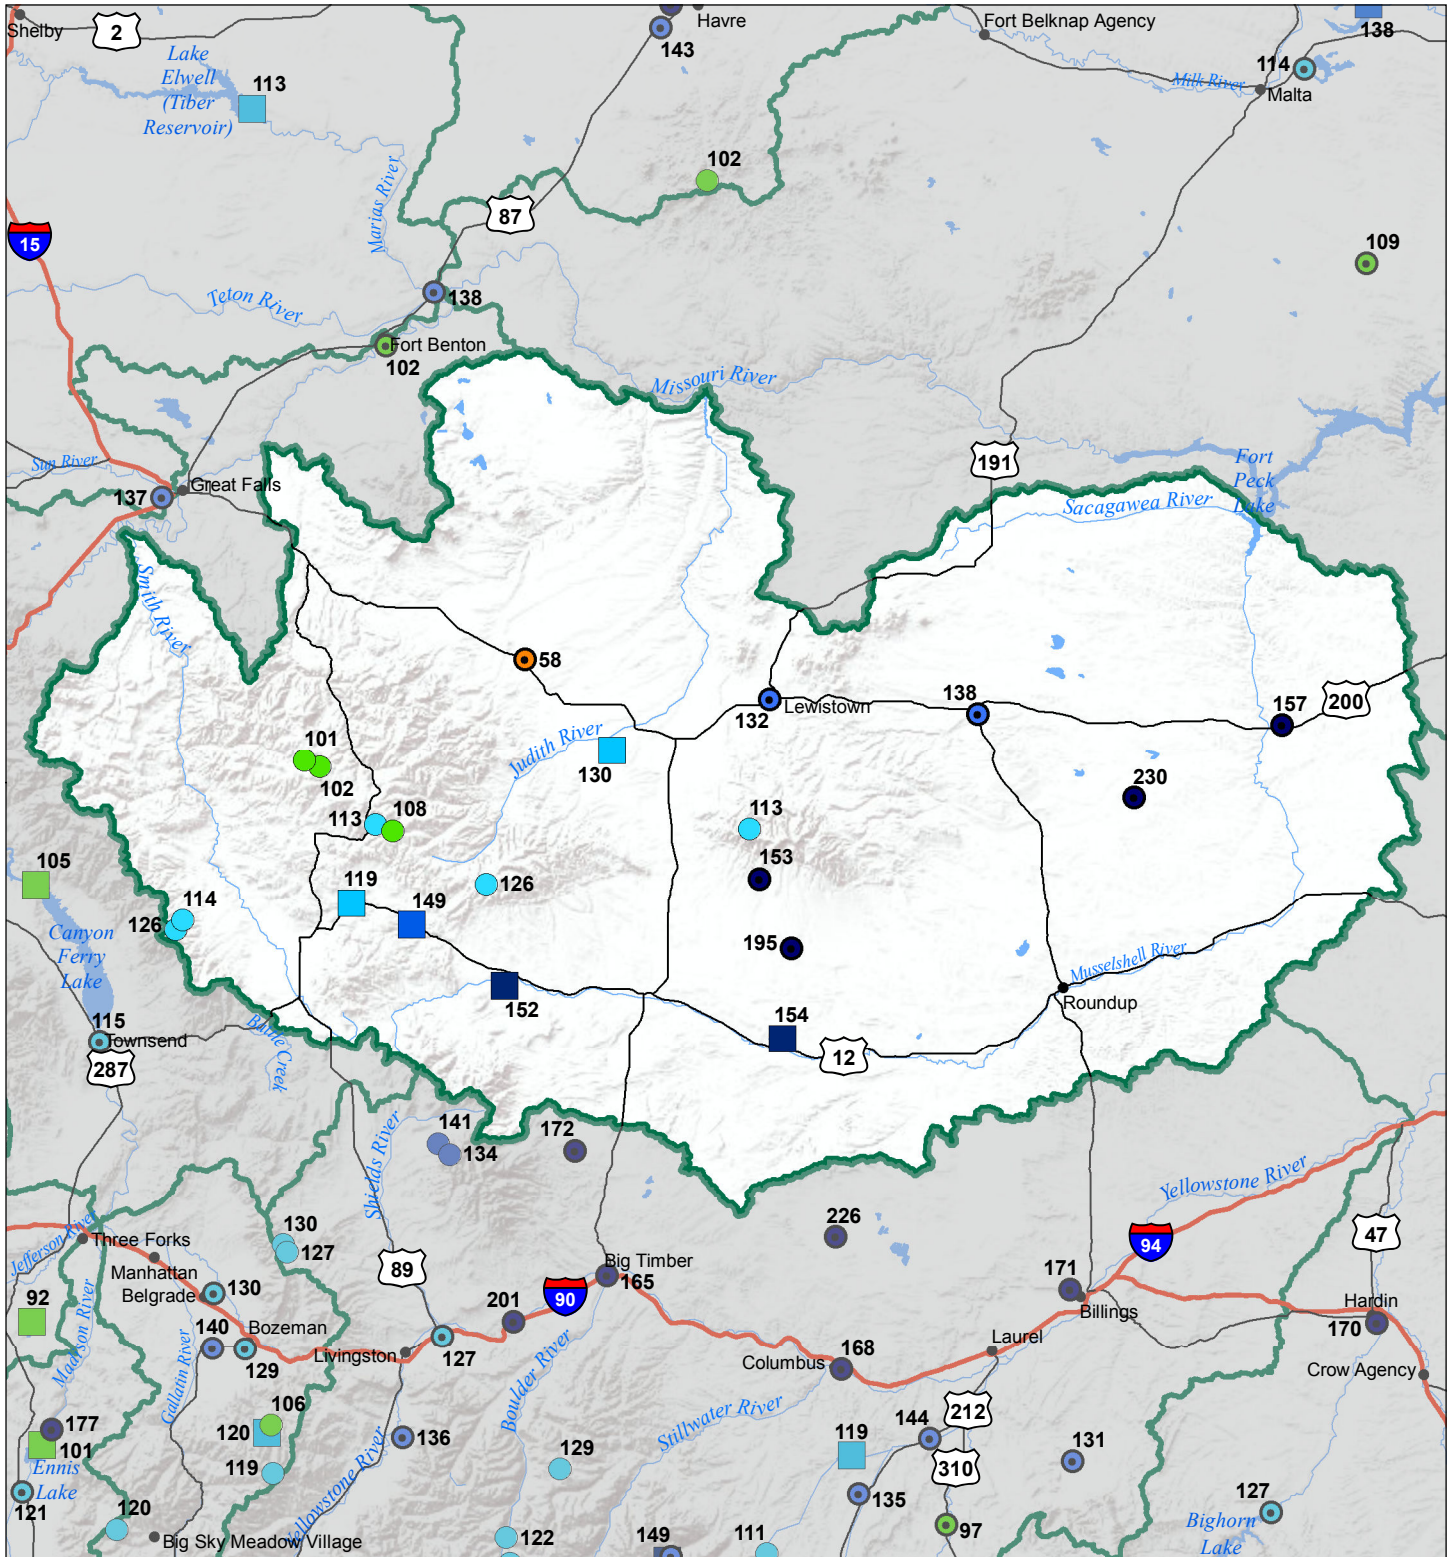 Shelby
2
Havre
143
Fort Belknap Agency
138
114
Milk River
Malta
Lake
Elwell
(Tiber
Reservoir)
113
102
Marias River
87
15
109
Teton River
138
Fort Benton
102
Missouri River
191
Sun River
Great Falls
137
Fort
Peck
Lake
Sacagawea River
Smith River
58
132
Lewistown
138
157
200
Judith River
130
101
102
230
113
108
113
153
105
119
149
126
114
126
195
Canyon
Ferry
Lake
Musselshell River
Roundup
152
154
12
115
Townsend
287
Battle Creek
141
134
172
Shields River
Yellowstone River
226
94
47
Jefferson River
Three Forks
130
127
Manhattan
Belgrade
130
89
Big Timber
165
90
201
171
Billings
Hardin
170
92
Madison River
140
Bozeman
129
Gallatin River
Livingston
127
Boulder River
Columbus
168
Laurel
Crow Agency
177
101
Ennis
Lake
121
106
120
119
136
Yellowstone River
129
Stillwater River
119
144
212
310
131
135
97
127
Bighorn
Lake
120
Big Sky Meadow Village
122
149
111